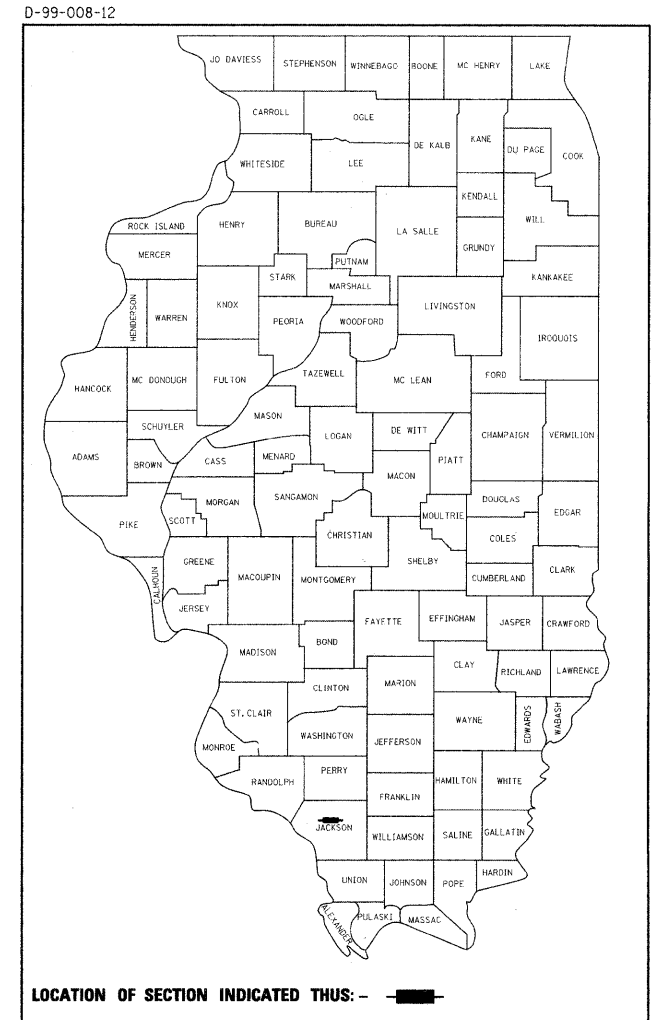 D-99-008-12
JO DAVIESS STEPHENSON WINNEBAGO BOONE MC HENRY LAKE
CARROLL OGLE
DE KALB KANE DU PAGE COOK
WHITESIDE LEE
KENDALL
ROCK ISLAND HENRY BUREAU LA SALLE WILL
GRUNDY
MERCER PUTNAM
STARK MARSHALL KANKAKEE
HENDERSON WARREN KNOX PEORIA WOODFORD LIVINGSTON
IROQUOIS
HANCOCK MC DONOUGH FULTON TAZEWELL MC LEAN FORD
MASON
SCHUYLER LOGAN DE WITT CHAMPAIGN VERMILION
ADAMS BROWN CASS MENARD PIATT
MACON
PIKE SCOTT MORGAN SANGAMON MOULTRIE DOUGLAS EDGAR
CHRISTIAN COLES
CALHOUN GREENE MACOUPIN MONTGOMERY SHELBY CUMBERLAND CLARK
JERSEY
FAYETTE EFFINGHAM JASPER CRAWFORD
MADISON BOND
CLAY RICHLAND LAWRENCE
CLINTON MARION
ST. CLAIR WAYNE EDWARDS WABASH
MONROE WASHINGTON JEFFERSON
RANDOLPH PERRY HAMILTON WHITE
FRANKLIN
JACKSON WILLIAMSON SALINE GALLATIN
UNION JOHNSON POPE HARDIN
ALEXANDER PULASKI MASSAC
LOCATION OF SECTION INDICATED THUS: -